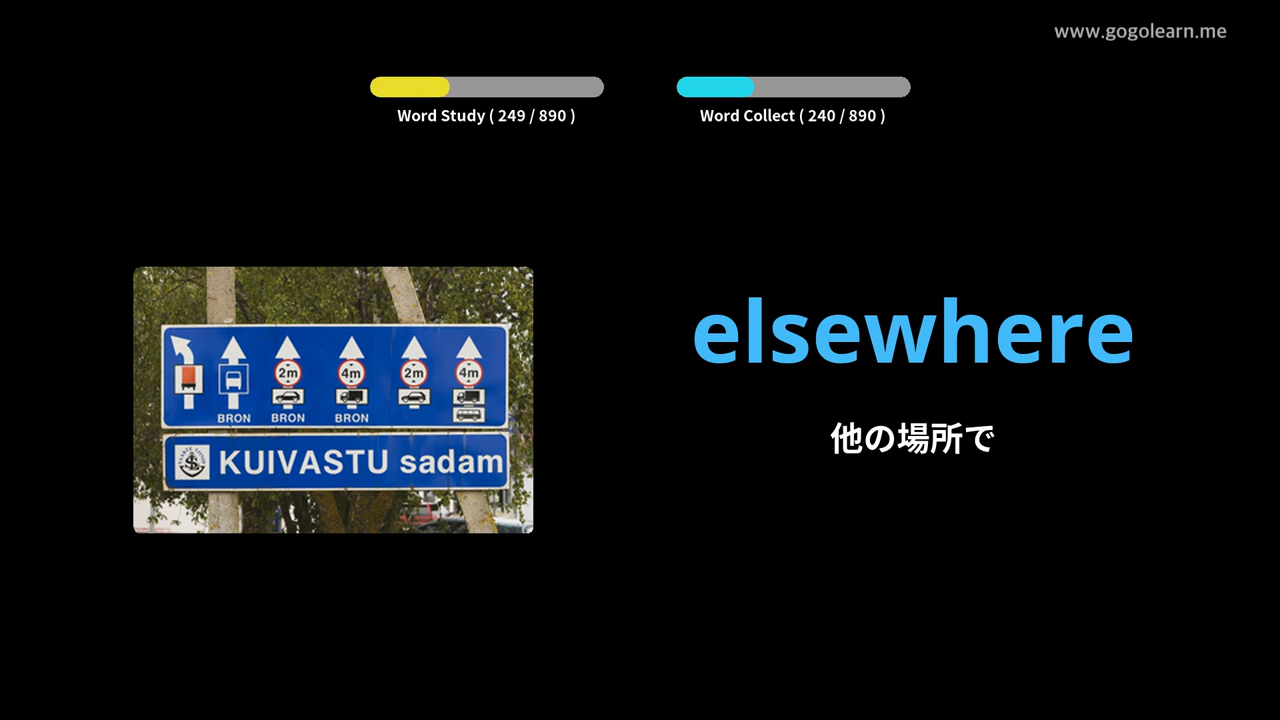 www.gogolearn.me
Word Study ( 249 / 890 )
Word Collect ( 240 / 890 )
2m 4m 2m 4m
BRON BRON BRON
KUIVASTU sadam
elsewhere
他の場所で